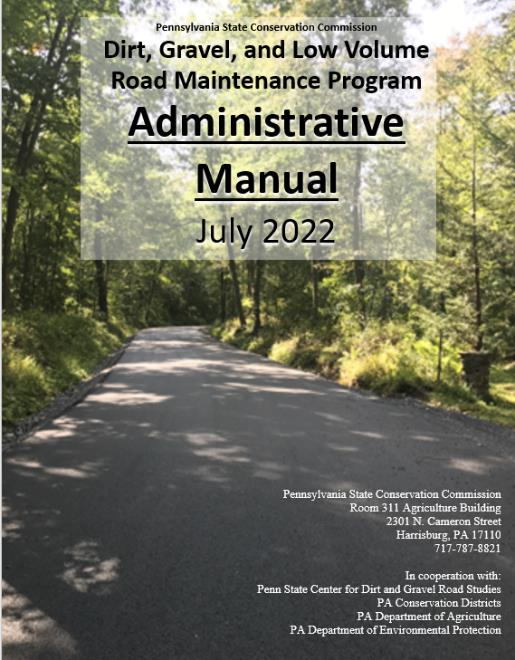 Pennsylvania State Conservation Commission
Dirt, Gravel, and Low Volume
Road Maintenance Program
Administrative
Manual
July 2022
Pennsylvania State Conservation Commission
Room 311 Agriculture Building
2301 N. Cameron Street
Harrisburg, PA 17110
717-787-8821
In cooperation with:
Penn State Center for Dirt and Gravel Road Studies
PA Conservation Districts
PA Department of Agriculture
PA Department of Environmental Protection